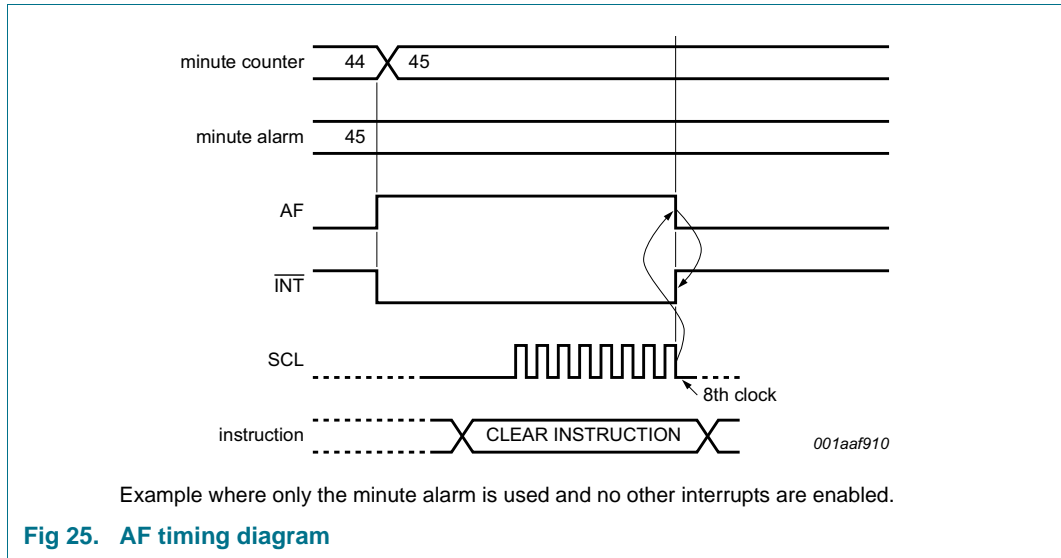 minute counter 44 45
minute alarm 45
AF
INT
SCL
8th clock
instruction CLEAR INSTRUCTION
001aaf910
Example where only the minute alarm is used and no other interrupts are enabled.
Fig 25. AF timing diagram